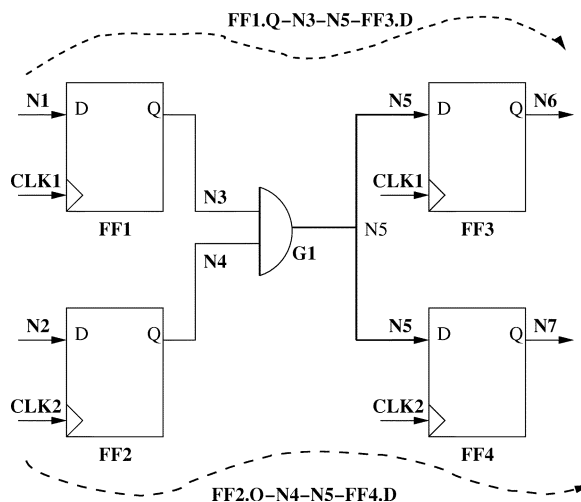 FF1.Q–N3–N5–FF3.D
N1
D
Q
CLK1
FF1
N3
N4
G1
N5
N5
D
Q
N6
CLK1
FF3
N2
D
Q
CLK2
FF2
N5
D
Q
N7
CLK2
FF4
FF2.Q–N4–N5–FF4.D